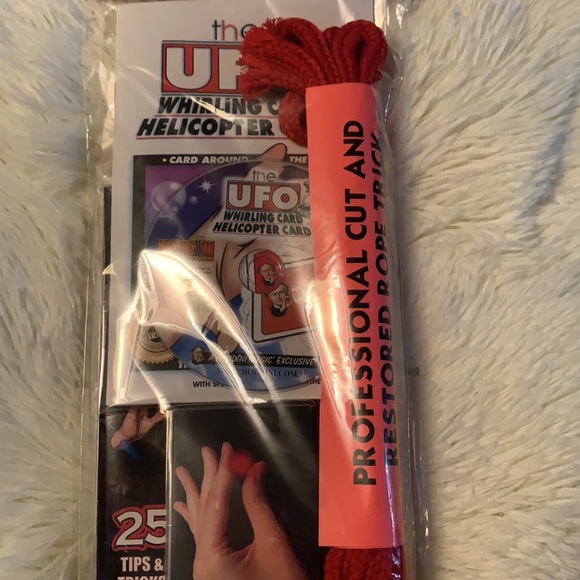 the
UFO
WHIRLING C
HELICOPTER
• CARD AROUND THE
the
UFO
WHIRLING CARD
HELICOPTER CARD
EXCLUSIVE
WITH
PROFESSIONAL CUT AND
RESTORED ROPE TRICK
25
TIPS &
TRICKS